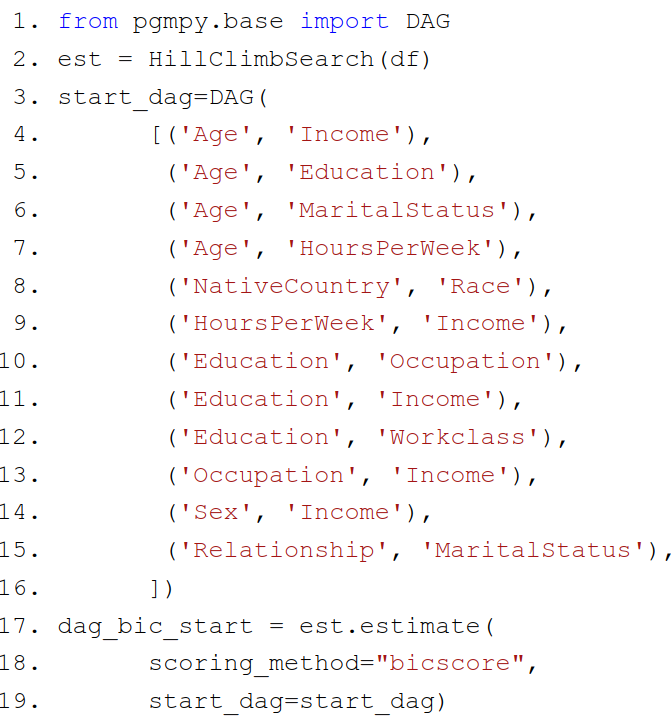 1. from pgmpy.base import DAG
2. est = HillClimbSearch(df)
3. start_dag=DAG(
4. [('Age', 'Income'),
5. ('Age', 'Education'),
6. ('Age', 'MaritalStatus'),
7. ('Age', 'HoursPerWeek'),
8. ('NativeCountry', 'Race'),
9. ('HoursPerWeek', 'Income'),
10. ('Education', 'Occupation'),
11. ('Education', 'Income'),
12. ('Education', 'Workclass'),
13. ('Occupation', 'Income'),
14. ('Sex', 'Income'),
15. ('Relationship', 'MaritalStatus'),
16. ])
17. dag_bic_start = est.estimate(
18. scoring_method="bicscore",
19. start_dag=start_dag)